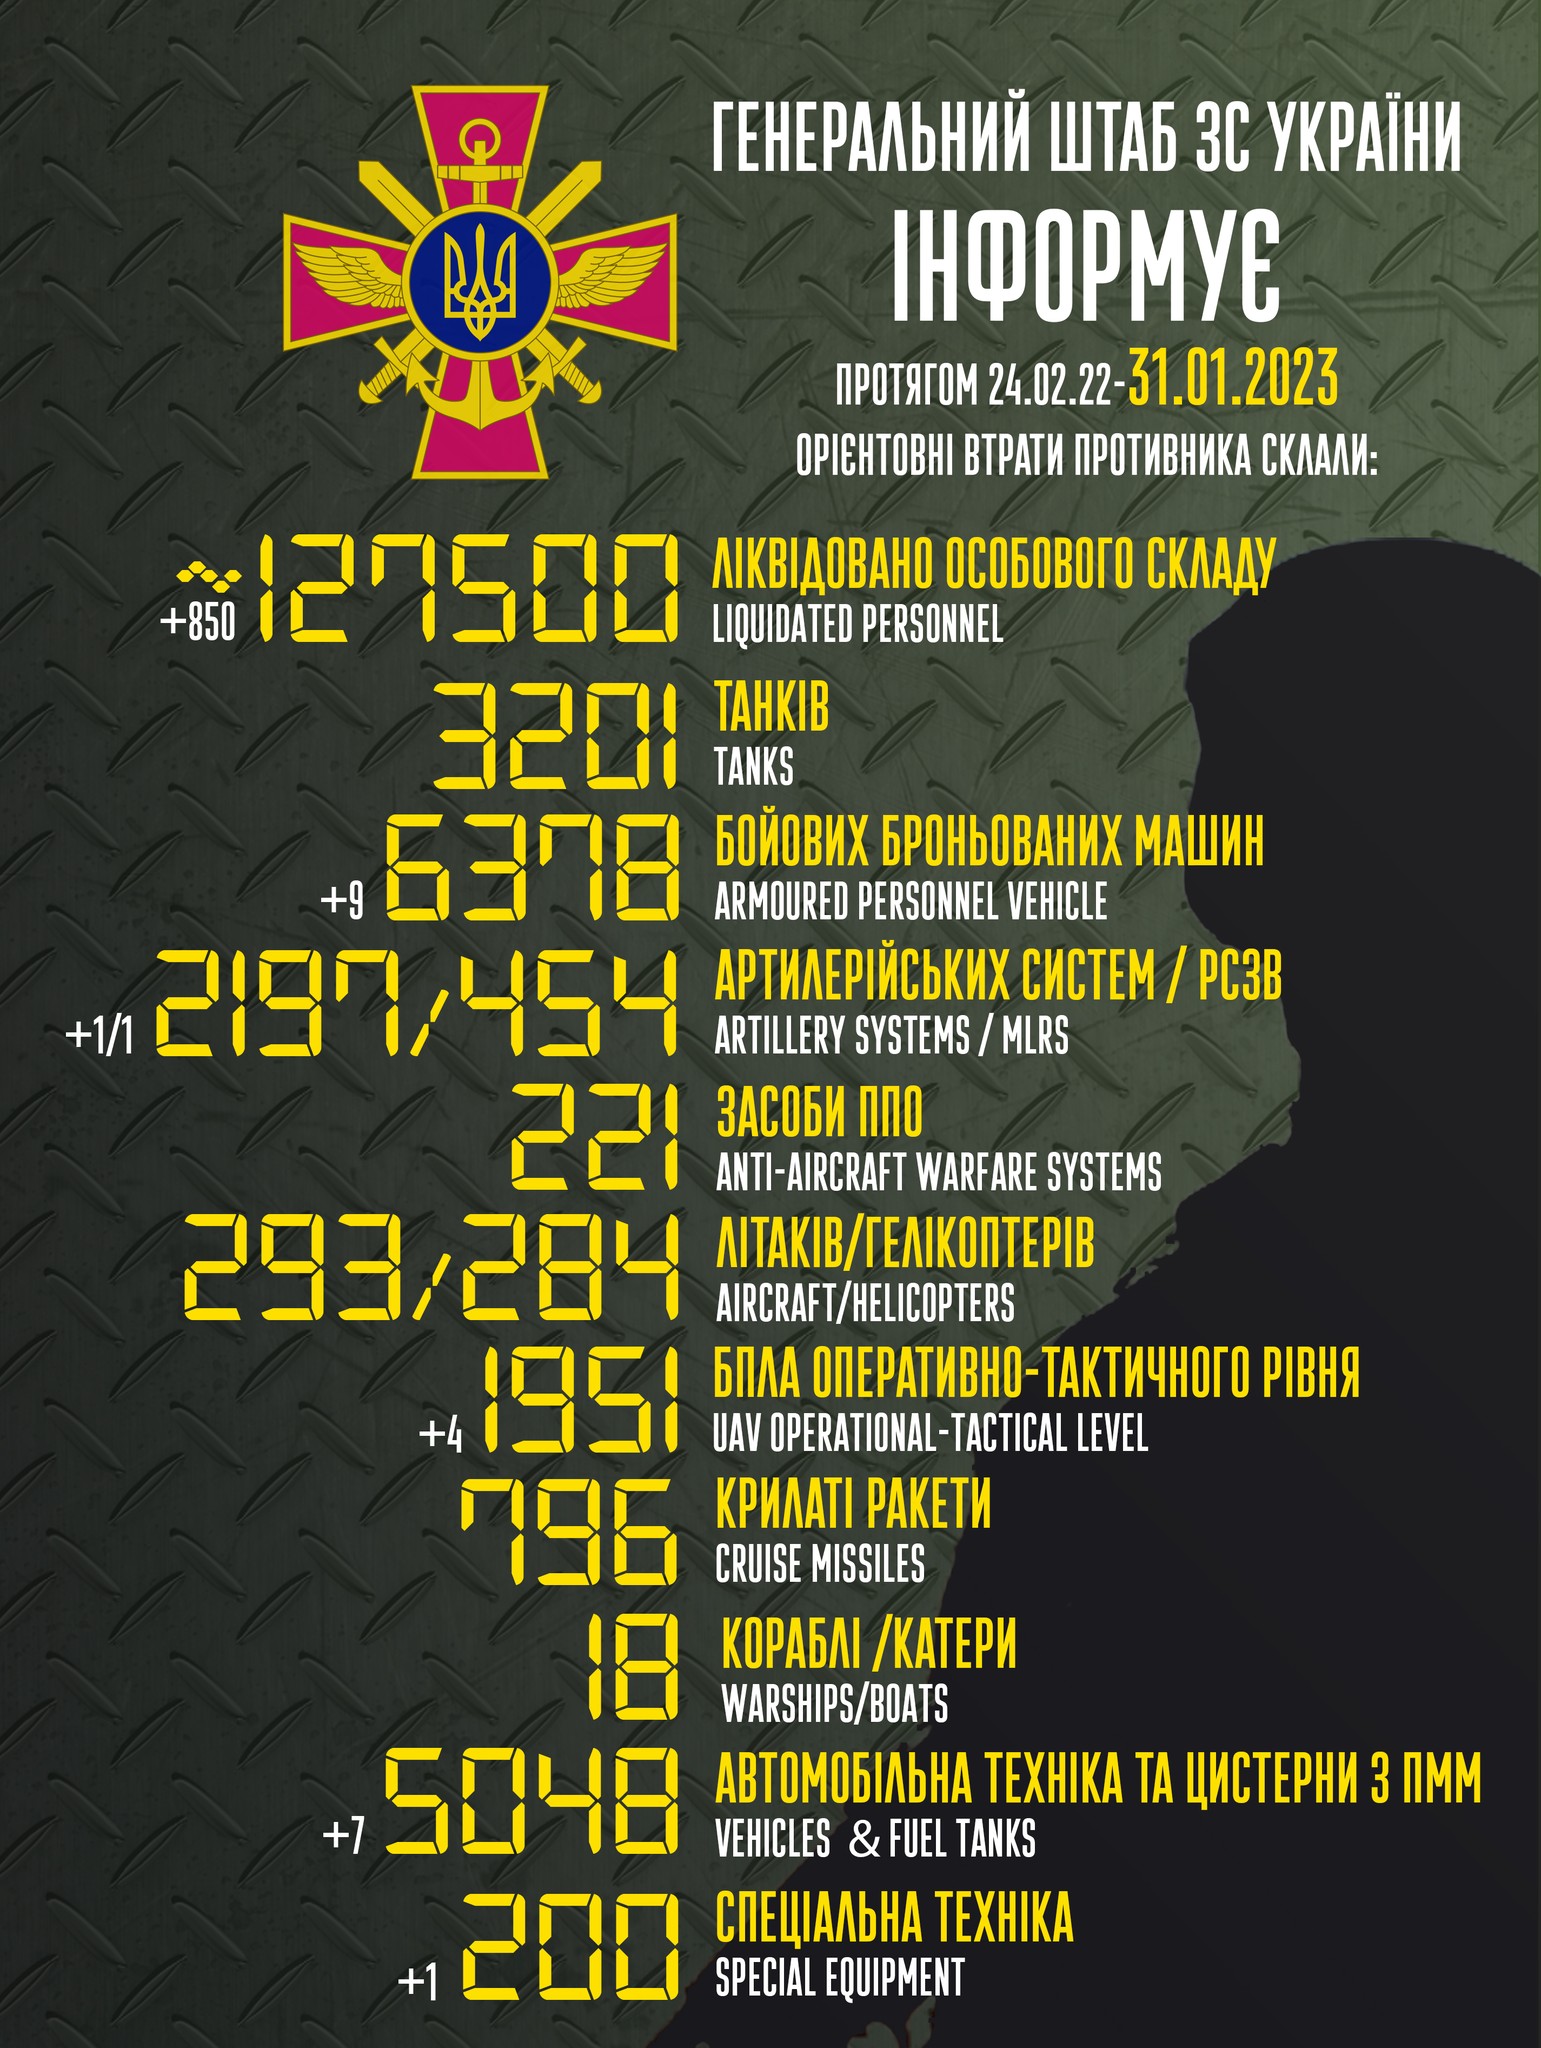 ГЕНЕРАЛЬНИЙ ШТАБ ЗС УКРАЇНИ
ІНФОРМУЄ
ПРОТЯГОМ 24.02.22-31.01.2023
ОРІЄНТОВНІ ВТРАТИ ПРОТИВНИКА СКЛАЛИ:
+850 ~127500 ЛІКВІДОВАНО ОСОБОВОГО СКЛАДУ
LIQUIDATED PERSONNEL
3201 ТАНКІВ
TANKS
+9 6378 БОЙОВИХ БРОНЬОВАНИХ МАШИН
ARMOURED PERSONNEL VEHICLE
+1/1 2197/454 АРТИЛЕРІЙСЬКИХ СИСТЕМ / РСЗВ
ARTILLERY SYSTEMS / MLRS
221 ЗАСОБИ ППО
ANTI-AIRCRAFT WARFARE SYSTEMS
293/284 ЛІТАКІВ/ГЕЛІКОПТЕРІВ
AIRCRAFT/HELICOPTERS
+4 1951 БПЛА ОПЕРАТИВНО-ТАКТИЧНОГО РІВНЯ
UAV OPERATIONAL-TACTICAL LEVEL
796 КРИЛАТІ РАКЕТИ
CRUISE MISSILES
18 КОРАБЛІ /КАТЕРИ
WARSHIPS/BOATS
+7 5048 АВТОМОБІЛЬНА ТЕХНІКА ТА ЦИСТЕРНИ З ПММ
VEHICLES & FUEL TANKS
+1 200 СПЕЦІАЛЬНА ТЕХНІКА
SPECIAL EQUIPMENT